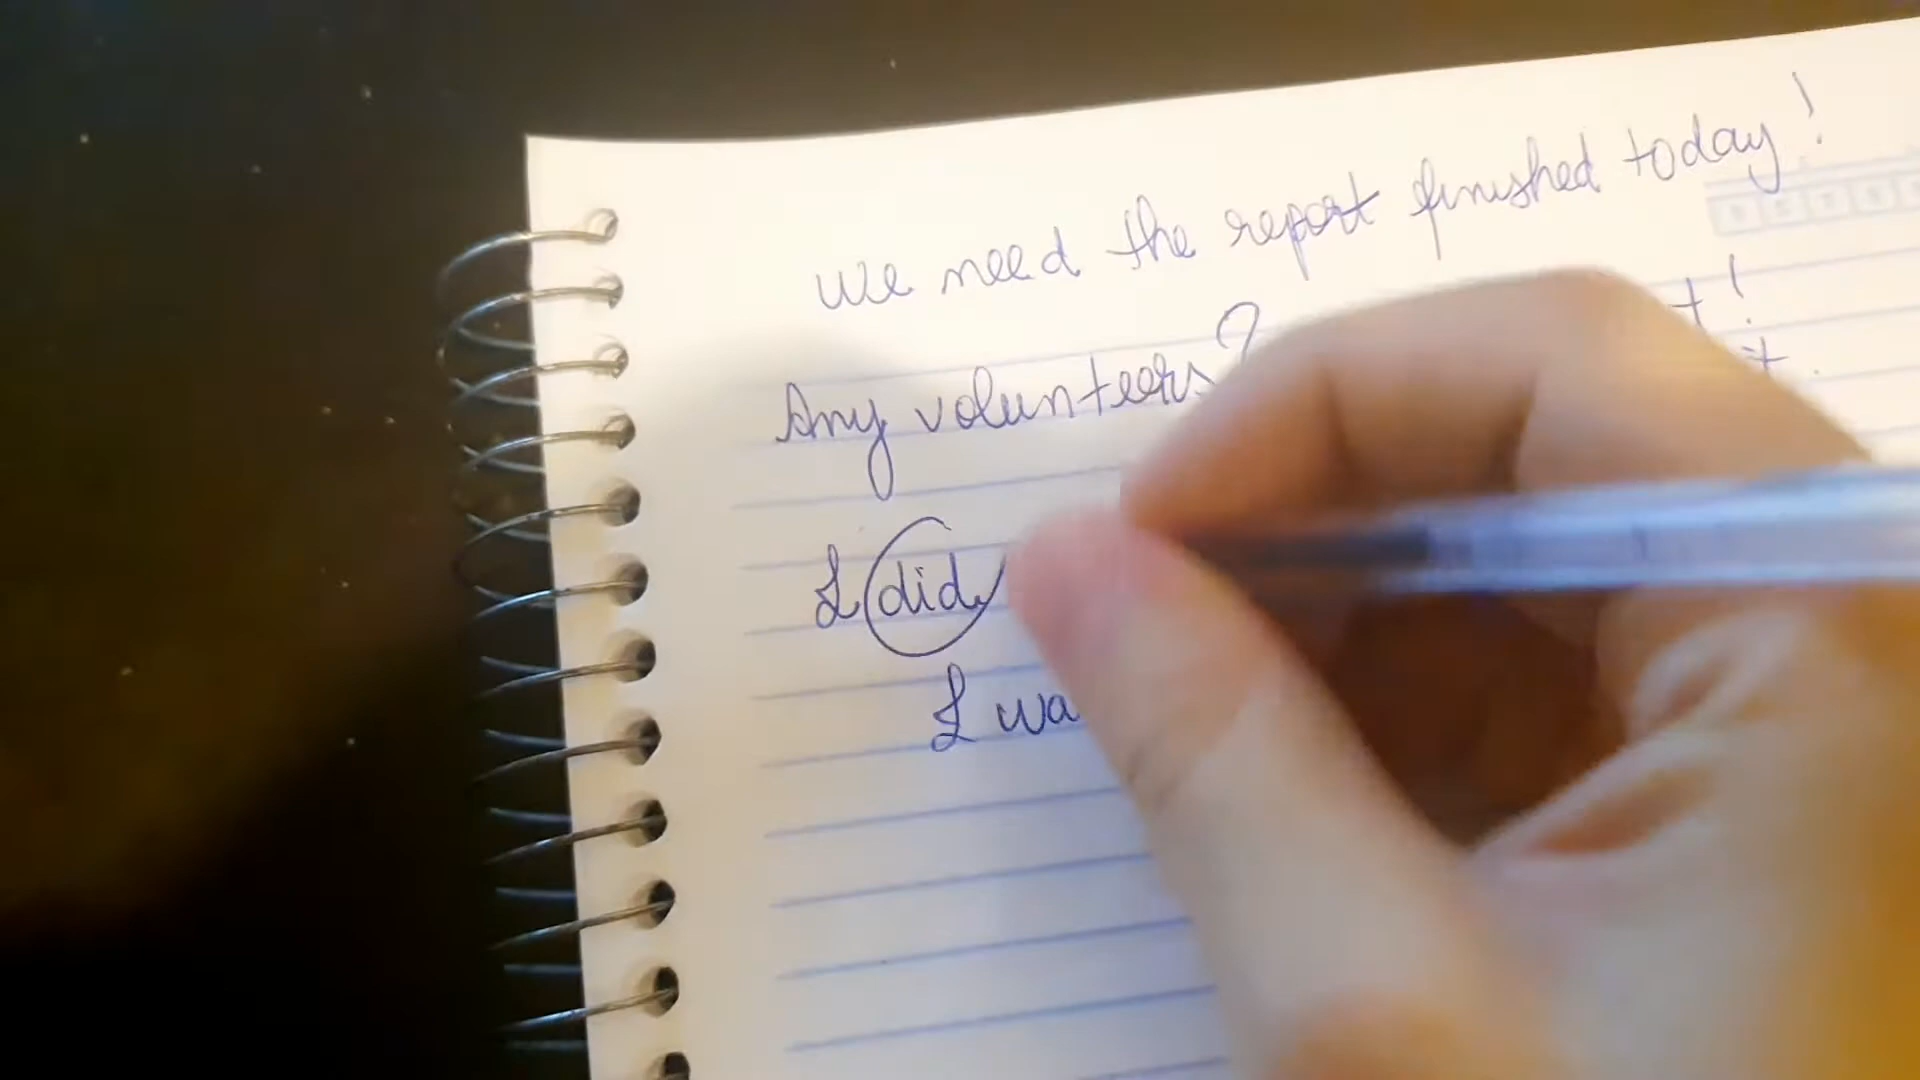 We need the report finished today!
Any volunteers?
I did
I wa